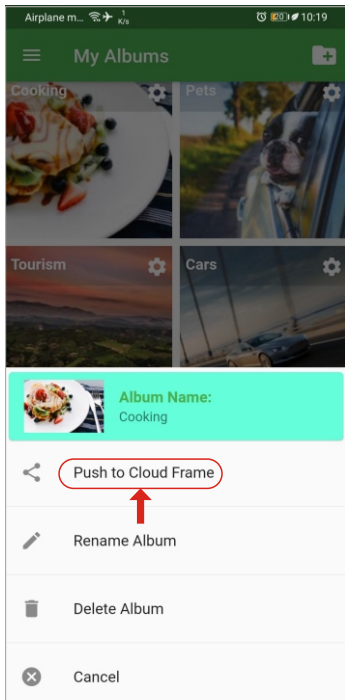 Airplane m... 1 K/s 20 10:19
My Albums
Cooking Pets
Tourism Cars
Album Name:
Cooking
Push to Cloud Frame
Rename Album
Delete Album
Cancel